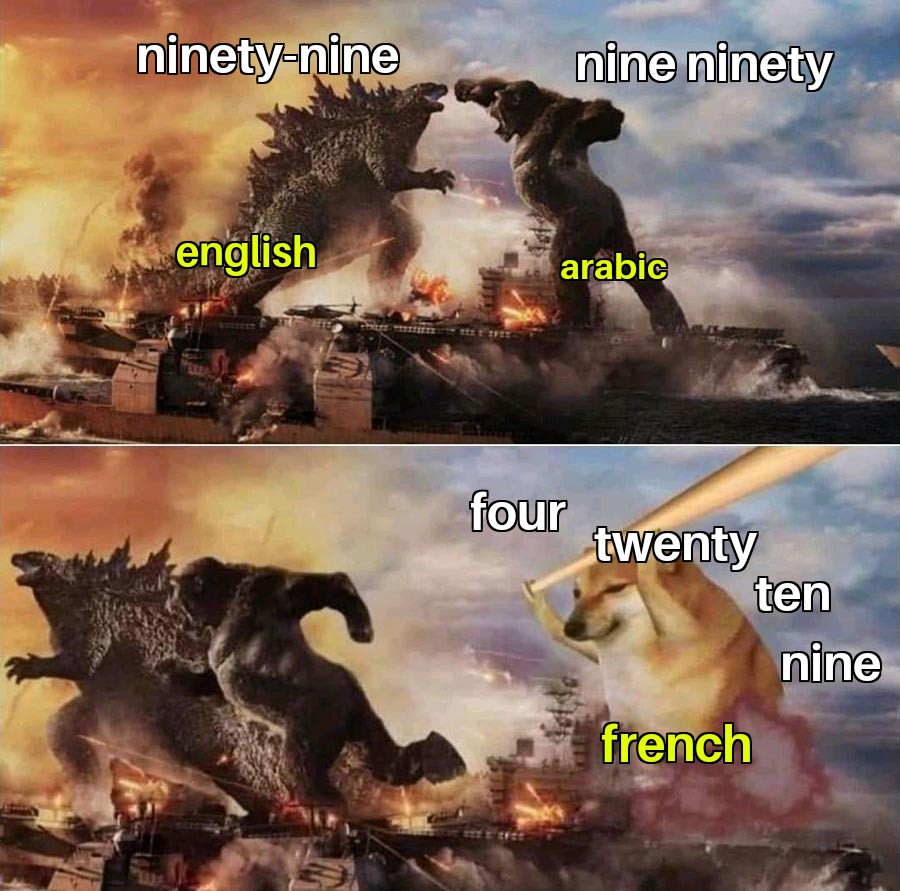 ninety-nine
nine ninety
english
arabic
four
twenty
ten
nine
french